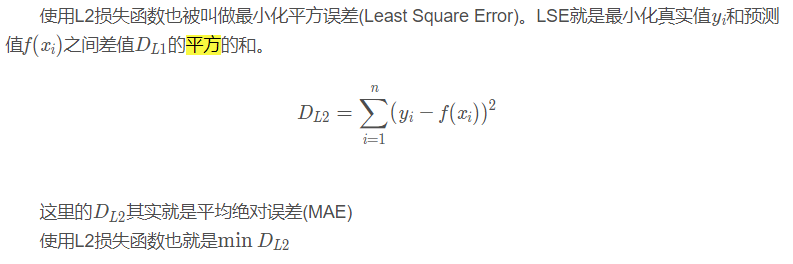 使用L2损失函数也被叫做最小化平方误差(Least Square Error)。LSE就是最小化真实值$y_i$和预测
值$f(x_i)$之间差值$D_{L1}$的平方的和。
$D_{L2} = \sum_{i=1}^{n}(y_i - f(x_i))^2$
这里的$D_{L2}$其实就是平均绝对误差(MAE)
使用L2损失函数也就是$\min D_{L2}$